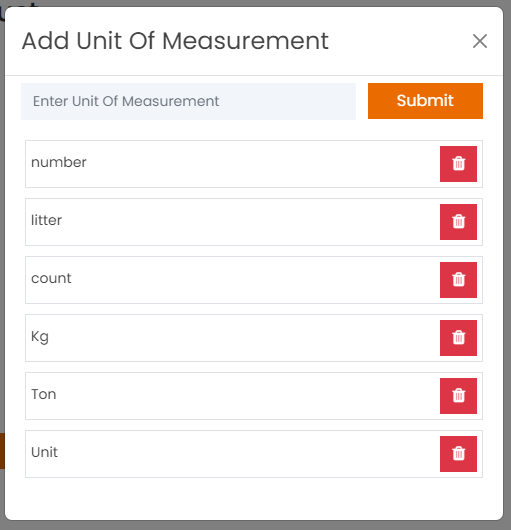 Add Unit Of Measurement
Enter Unit Of Measurement
Submit
number
litter
count
Kg
Ton
Unit